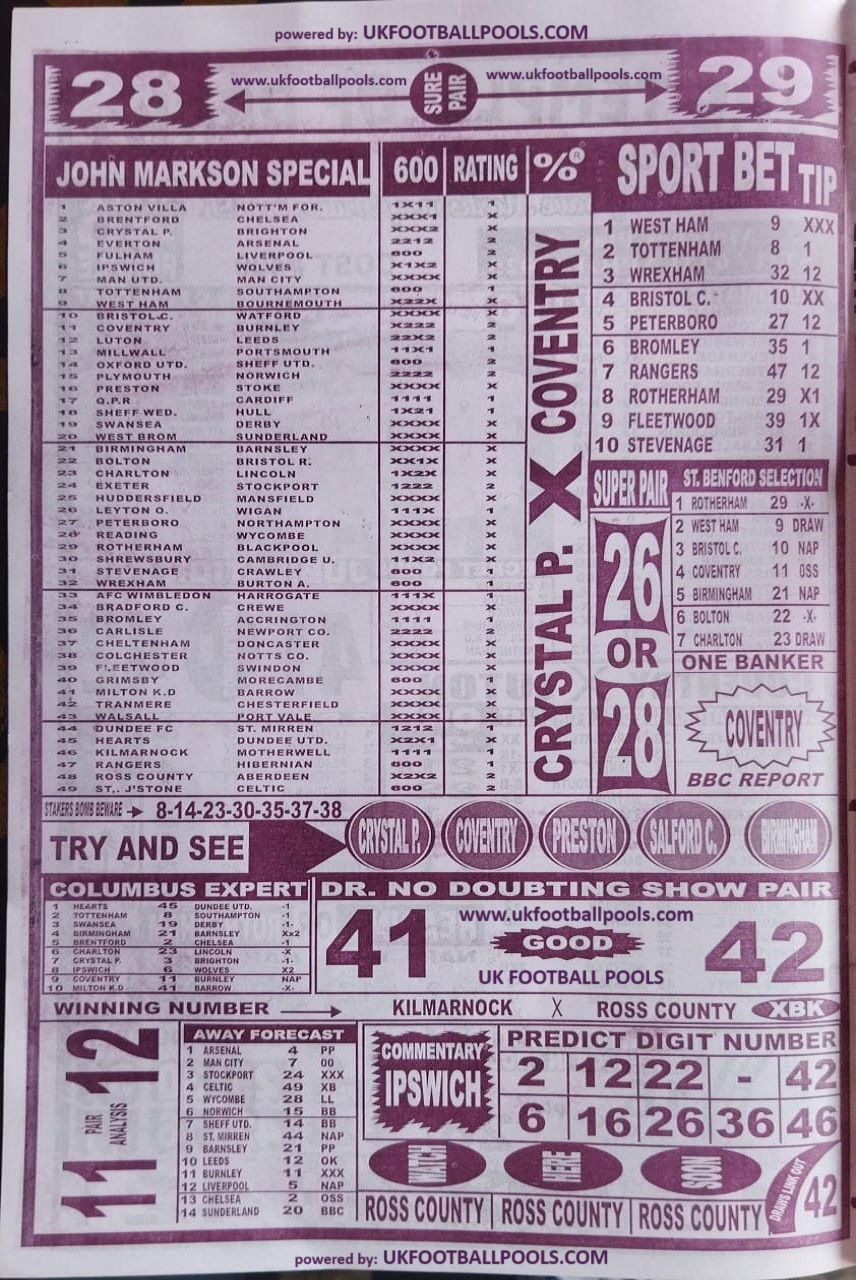 powered by: UKFOOTBALLPOOLS.COM
28 www.ukfootballpools.com SURE PAIR www.ukfootballpools.com 29
JOHN MARKSON SPECIAL 600 RATING %®
1 ASTON VILLA NOTT'M FOR. 1X11
2 BRENTFORD CHELSEA XXX1 X
3 CRYSTAL P. BRIGHTON XXX2 X
4 EVERTON ARSENAL 2212 2
5 FULHAM LIVERPOOL 600 2
6 IPSWICH WOLVES X1X2 X
7 MAN UTD. MAN CITY XXXX X
8 TOTTENHAM SOUTHAMPTON 600 1
9 WEST HAM BOURNEMOUTH X22X X
10 BRISTOL.C. WATFORD XXXX X
11 COVENTRY BURNLEY X222 2
12 LUTON LEEDS 22X2 2
13 MILLWALL PORTSMOUTH 11X1 1
14 OXFORD UTD. SHEFF UTD. 600 2
15 PLYMOUTH NORWICH 2222 2
16 PRESTON STOKE XXXX X
17 Q.P.R CARDIFF 1111 1
18 SHEFF WED. HULL 1X21 1
19 SWANSEA DERBY XXXX X
20 WEST BROM SUNDERLAND XXXX X
21 BIRMINGHAM BARNSLEY XXXX X
22 BOLTON BRISTOL R. XX1X X
23 CHARLTON LINCOLN 1X2X X
24 EXETER STOCKPORT 1222 2
25 HUDDERSFIELD MANSFIELD XXXX X
26 LEYTON O. WIGAN 111X 1
27 PETERBORO NORTHAMPTON XXXX X
28 READING WYCOMBE XXXX X
29 ROTHERHAM BLACKPOOL XXXX X
30 SHREWSBURY CAMBRIDGE U. 11X2 X
31 STEVENAGE CRAWLEY 600 1
32 WREXHAM BURTON A. 600 1
33 AFC WIMBLEDON HARROGATE 111X 1
34 BRADFORD C. CREWE XXXX X
35 BROMLEY ACCRINGTON 1111 1
36 CARLISLE NEWPORT CO. 2222 2
37 CHELTENHAM DONCASTER XXXX X
38 COLCHESTER NOTTS CO. XXXX X
39 FLEETWOOD SWINDON XXXX X
40 GRIMSBY MORECAMBE 600 1
41 MILTON K.D BARROW XXXX X
42 TRANMERE CHESTERFIELD XXXX X
43 WALSALL PORT VALE XXXX X
44 DUNDEE FC ST. MIRREN 1212 1
45 HEARTS DUNDEE UTD. X2X1 X
46 KILMARNOCK MOTHERWELL 1111 1
47 RANGERS HIBERNIAN 600 1
48 ROSS COUNTY ABERDEEN X2X2 2
49 ST., J'STONE CELTIC 600 2
CRYSTAL P. X COVENTRY
SPORT BET TIP
1 WEST HAM 9 XXX
2 TOTTENHAM 8 1
3 WREXHAM 32 12
4 BRISTOL C. 10 XX
5 PETERBORO 27 12
6 BROMLEY 35 1
7 RANGERS 47 12
8 ROTHERHAM 29 X1
9 FLEETWOOD 39 1X
10 STEVENAGE 31 1
SUPER PAIR
26
OR
28
ST. BENFORD SELECTION
1 ROTHERHAM 29 -X-
2 WEST HAM 9 DRAW
3 BRISTOL C. 10 NAP
4 COVENTRY 11 OSS
5 BIRMINGHAM 21 NAP
6 BOLTON 22 -X-
7 CHARLTON 23 DRAW
ONE BANKER
COVENTRY
BBC REPORT
STAKERS BOMB BEWARE 8-14-23-30-35-37-38
TRY AND SEE CRYSTAL P. COVENTRY PRESTON SALFORD C. BIRMINGHAM
COLUMBUS EXPERT
1 HEARTS 45 DUNDEE UTD. -1
2 TOTTENHAM 8 SOUTHAMPTON -1
3 SWANSEA 19 DERBY -1-
4 BIRMINGHAM 21 BARNSLEY Xx2
5 BRENTFORD 2 CHELSEA -1
6 CHARLTON 23 LINCOLN -X
7 CRYSTAL P. 3 BRIGHTON -1-
8 IPSWICH 6 WOLVES X2
9 COVENTRY 11 BURNLEY NAP
10 MILTON K.D 41 BARROW -X-
DR. NO DOUBTING SHOW PAIR
www.ukfootballpools.com
41 GOOD 42
UK FOOTBALL POOLS
WINNING NUMBER KILMARNOCK X ROSS COUNTY XBK
11 PAIR ANALYSIS 12
AWAY FORECAST
1 ARSENAL 4 PP
2 MAN CITY 7 00
3 STOCKPORT 24 XXX
4 CELTIC 49 XB
5 WYCOMBE 28 LL
6 NORWICH 15 BB
7 SHEFF UTD. 14 BB
8 ST. MIRREN 44 NAP
9 BARNSLEY 21 PP
10 LEEDS 12 OK
11 BURNLEY 11 XXX
12 LIVERPOOL 5 NAP
13 CHELSEA 2 OSS
14 SUNDERLAND 20 BBC
COMMENTARY
IPSWICH
PREDICT DIGIT NUMBER
2 12 22 - 42
6 16 26 36 46
WATCH HERE SOON
ROSS COUNTY ROSS COUNTY ROSS COUNTY
DRAWS LINK OUT 42
powered by: UKFOOTBALLPOOLS.COM